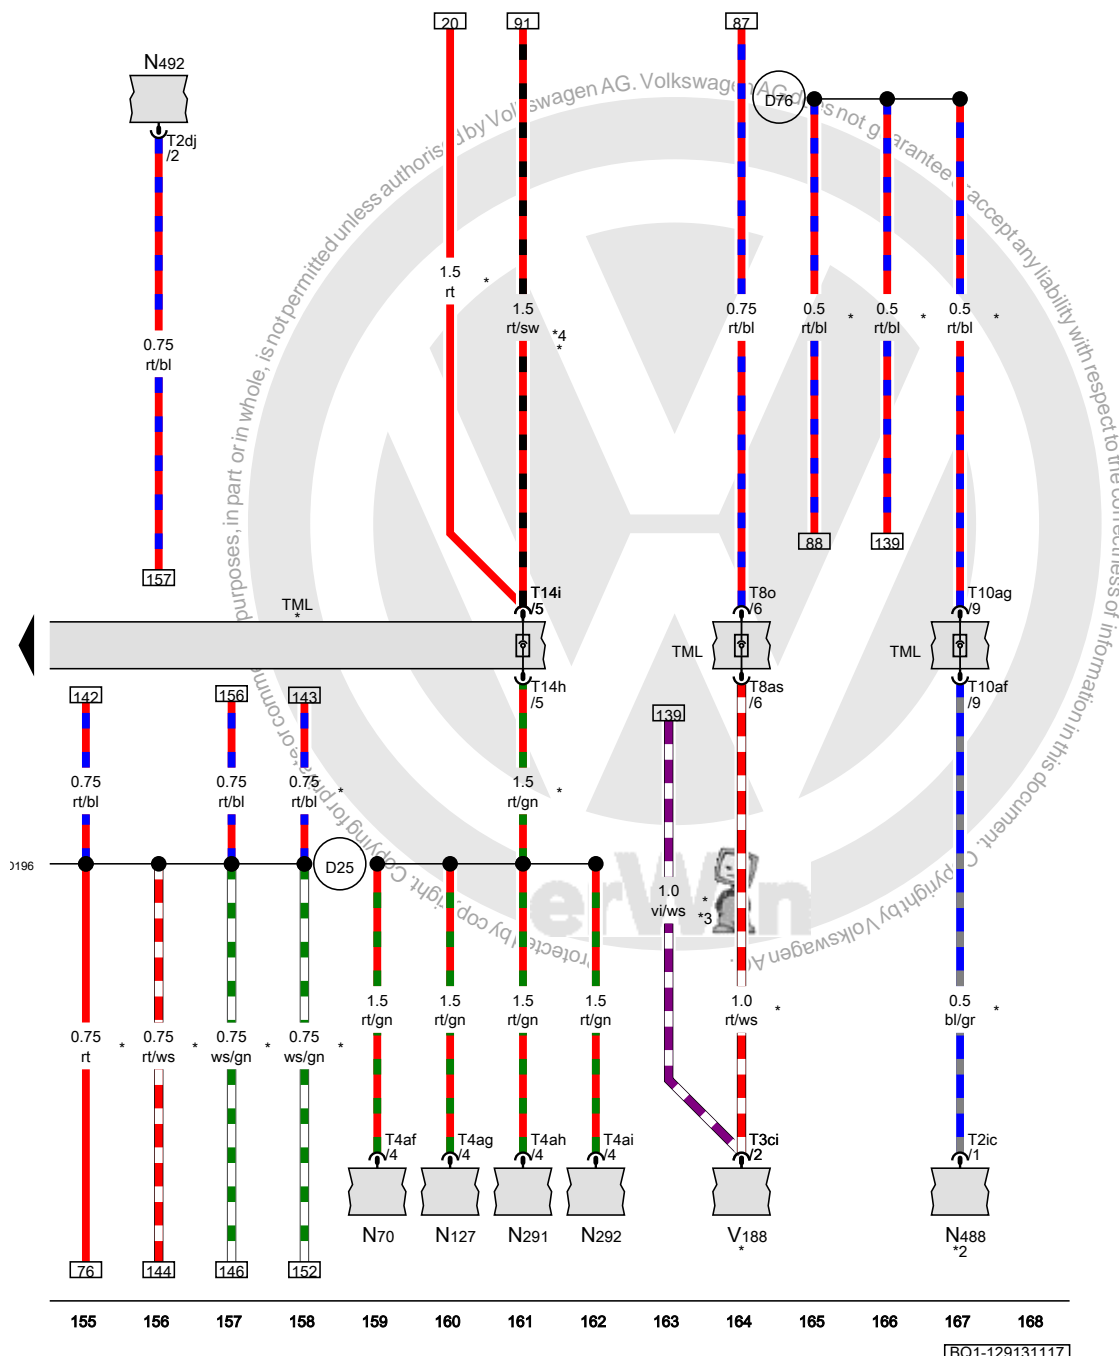 20
91
87
N492
D76
T2dj
/2
1.5
rt
*
1.5
rt/sw
*4
*
0.75
rt/bl
0.5
rt/bl
*
0.5
rt/bl
*
0.5
rt/bl
*
0.75
rt/bl
88
139
157
TML
*
T14i
/5
T8o
/6
T10ag
/9
TML
TML
T14h
/5
T8as
/6
T10af
/9
142
156
143
139
0.75
rt/bl
0.75
rt/bl
0.75
rt/bl
*
1.5
rt/gn
*
D196
D25
1.0
vi/ws
*
*3
0.75
rt
*
0.75
rt/ws
*
0.75
ws/gn
*
0.75
ws/gn
*
1.5
rt/gn
1.5
rt/gn
1.5
rt/gn
1.5
rt/gn
1.0
rt/ws
*
0.5
bl/gr
*
T4af
/4
T4ag
/4
T4ah
/4
T4ai
/4
T3ci
/2
T2ic
/1
N70
N127
N291
N292
V188
*
N488
*2
76
144
146
152
155 156 157 158 159 160 161 162 163 164 165 166 167 168
BQ1-129131117
erWin